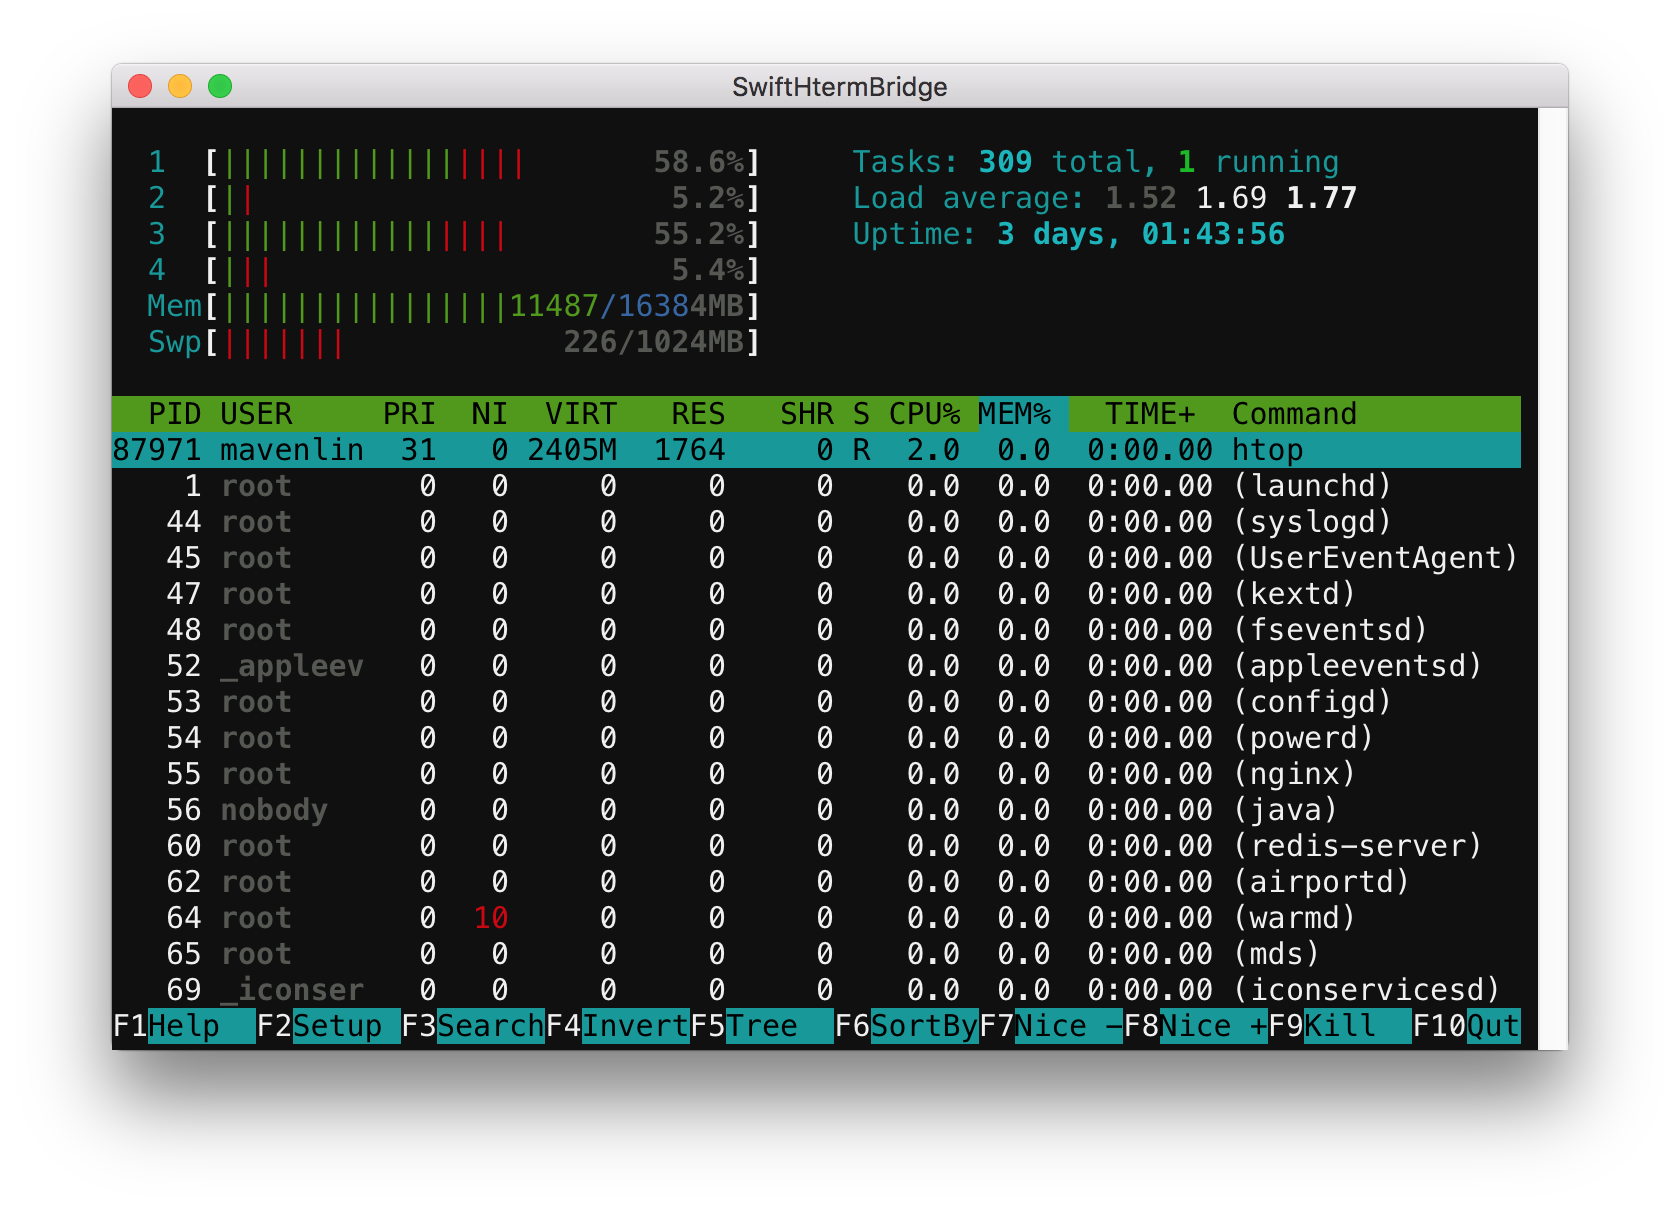 SwiftHtermBridge
1 [||||||||||||||||| 58.6%] Tasks: 309 total, 1 running
2 [|| 5.2%] Load average: 1.52 1.69 1.77
3 [|||||||||||||||| 55.2%] Uptime: 3 days, 01:43:56
4 [||| 5.4%]
Mem[||||||||||||||||11487/16384MB]
Swp[||||||| 226/1024MB]
PID USER PRI NI VIRT RES SHR S CPU% MEM% TIME+ Command
87971 mavenlin 31 0 2405M 1764 0 R 2.0 0.0 0:00.00 htop
1 root 0 0 0 0 0 0.0 0.0 0:00.00 (launchd)
44 root 0 0 0 0 0 0.0 0.0 0:00.00 (syslogd)
45 root 0 0 0 0 0 0.0 0.0 0:00.00 (UserEventAgent)
47 root 0 0 0 0 0 0.0 0.0 0:00.00 (kextd)
48 root 0 0 0 0 0 0.0 0.0 0:00.00 (fseventsd)
52 _appleev 0 0 0 0 0 0.0 0.0 0:00.00 (appleeventsd)
53 root 0 0 0 0 0 0.0 0.0 0:00.00 (configd)
54 root 0 0 0 0 0 0.0 0.0 0:00.00 (powerd)
55 root 0 0 0 0 0 0.0 0.0 0:00.00 (nginx)
56 nobody 0 0 0 0 0 0.0 0.0 0:00.00 (java)
60 root 0 0 0 0 0 0.0 0.0 0:00.00 (redis-server)
62 root 0 0 0 0 0 0.0 0.0 0:00.00 (airportd)
64 root 0 10 0 0 0 0.0 0.0 0:00.00 (warmd)
65 root 0 0 0 0 0 0.0 0.0 0:00.00 (mds)
69 _iconser 0 0 0 0 0 0.0 0.0 0:00.00 (iconservicesd)
F1Help F2Setup F3SearchF4InvertF5Tree F6SortByF7Nice -F8Nice +F9Kill F10Qut